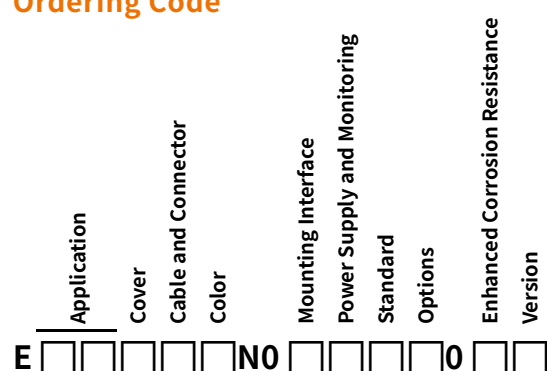 Ordering Code
Application
Cover
Cable and Connector
Color
Mounting Interface
Power Supply and Monitoring
Standard
Options
Enhanced Corrosion Resistance
Version
E N0 0